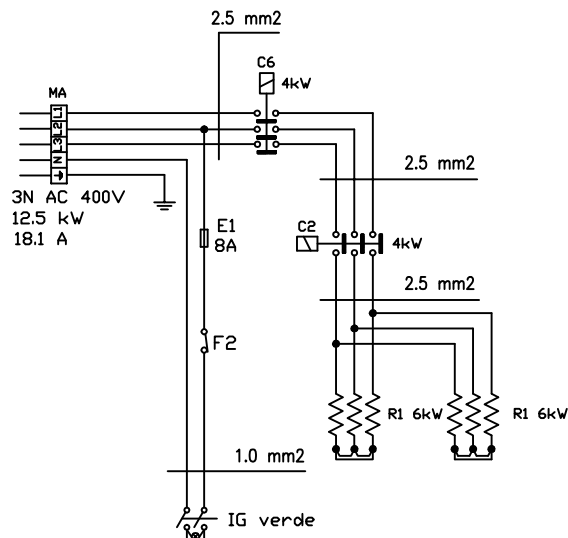 2.5 mm2
C6
4kW
MA
L1
L2
L3
N
3N AC 400V
12.5 kW
18.1 A
2.5 mm2
E1
8A
C2
4kW
2.5 mm2
F2
R1 6kW
R1 6kW
1.0 mm2
IG verde